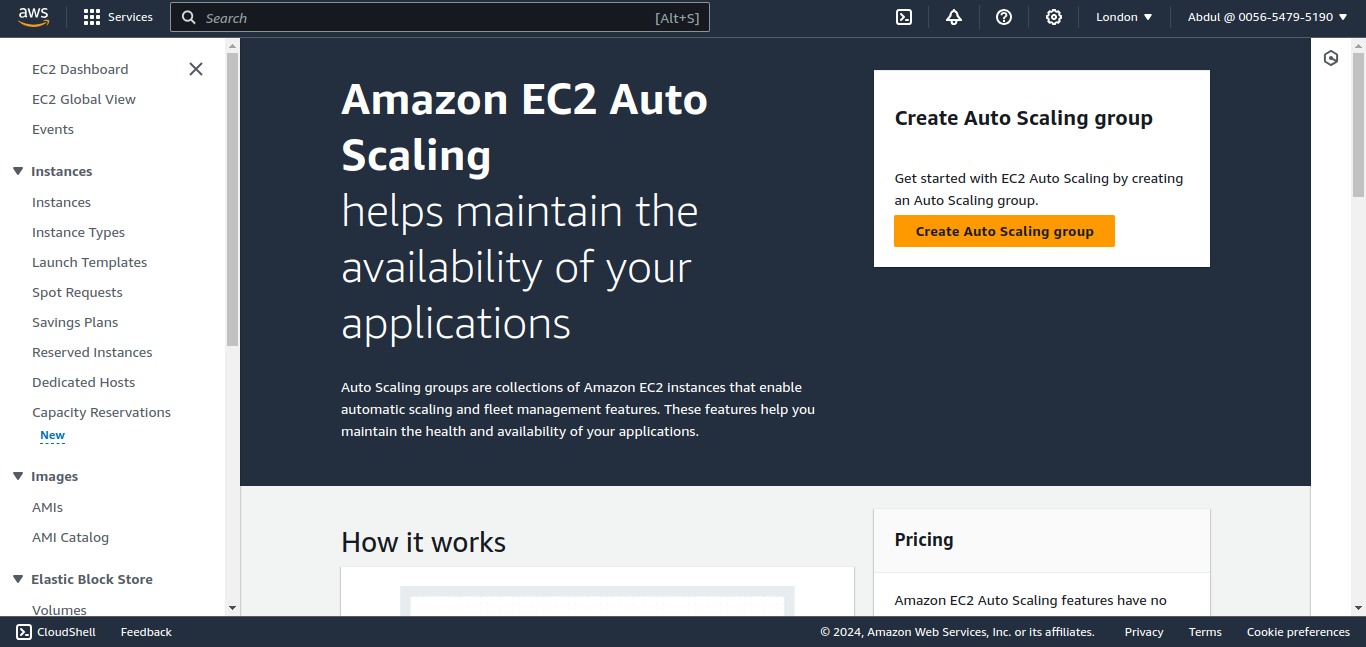 aws
Services
Search
[Alt+S]
London
Abdul @ 0056-5479-5190
EC2 Dashboard
EC2 Global View
Events
Instances
Instances
Instance Types
Launch Templates
Spot Requests
Savings Plans
Reserved Instances
Dedicated Hosts
Capacity Reservations
New
Images
AMIs
AMI Catalog
Elastic Block Store
Volumes
Amazon EC2 Auto
Scaling
helps maintain the
availability of your
applications
Auto Scaling groups are collections of Amazon EC2 instances that enable
automatic scaling and fleet management features. These features help you
maintain the health and availability of your applications.
Create Auto Scaling group
Get started with EC2 Auto Scaling by creating
an Auto Scaling group.
Create Auto Scaling group
How it works
Pricing
Amazon EC2 Auto Scaling features have no
CloudShell
Feedback
© 2024, Amazon Web Services, Inc. or its affiliates.
Privacy
Terms
Cookie preferences